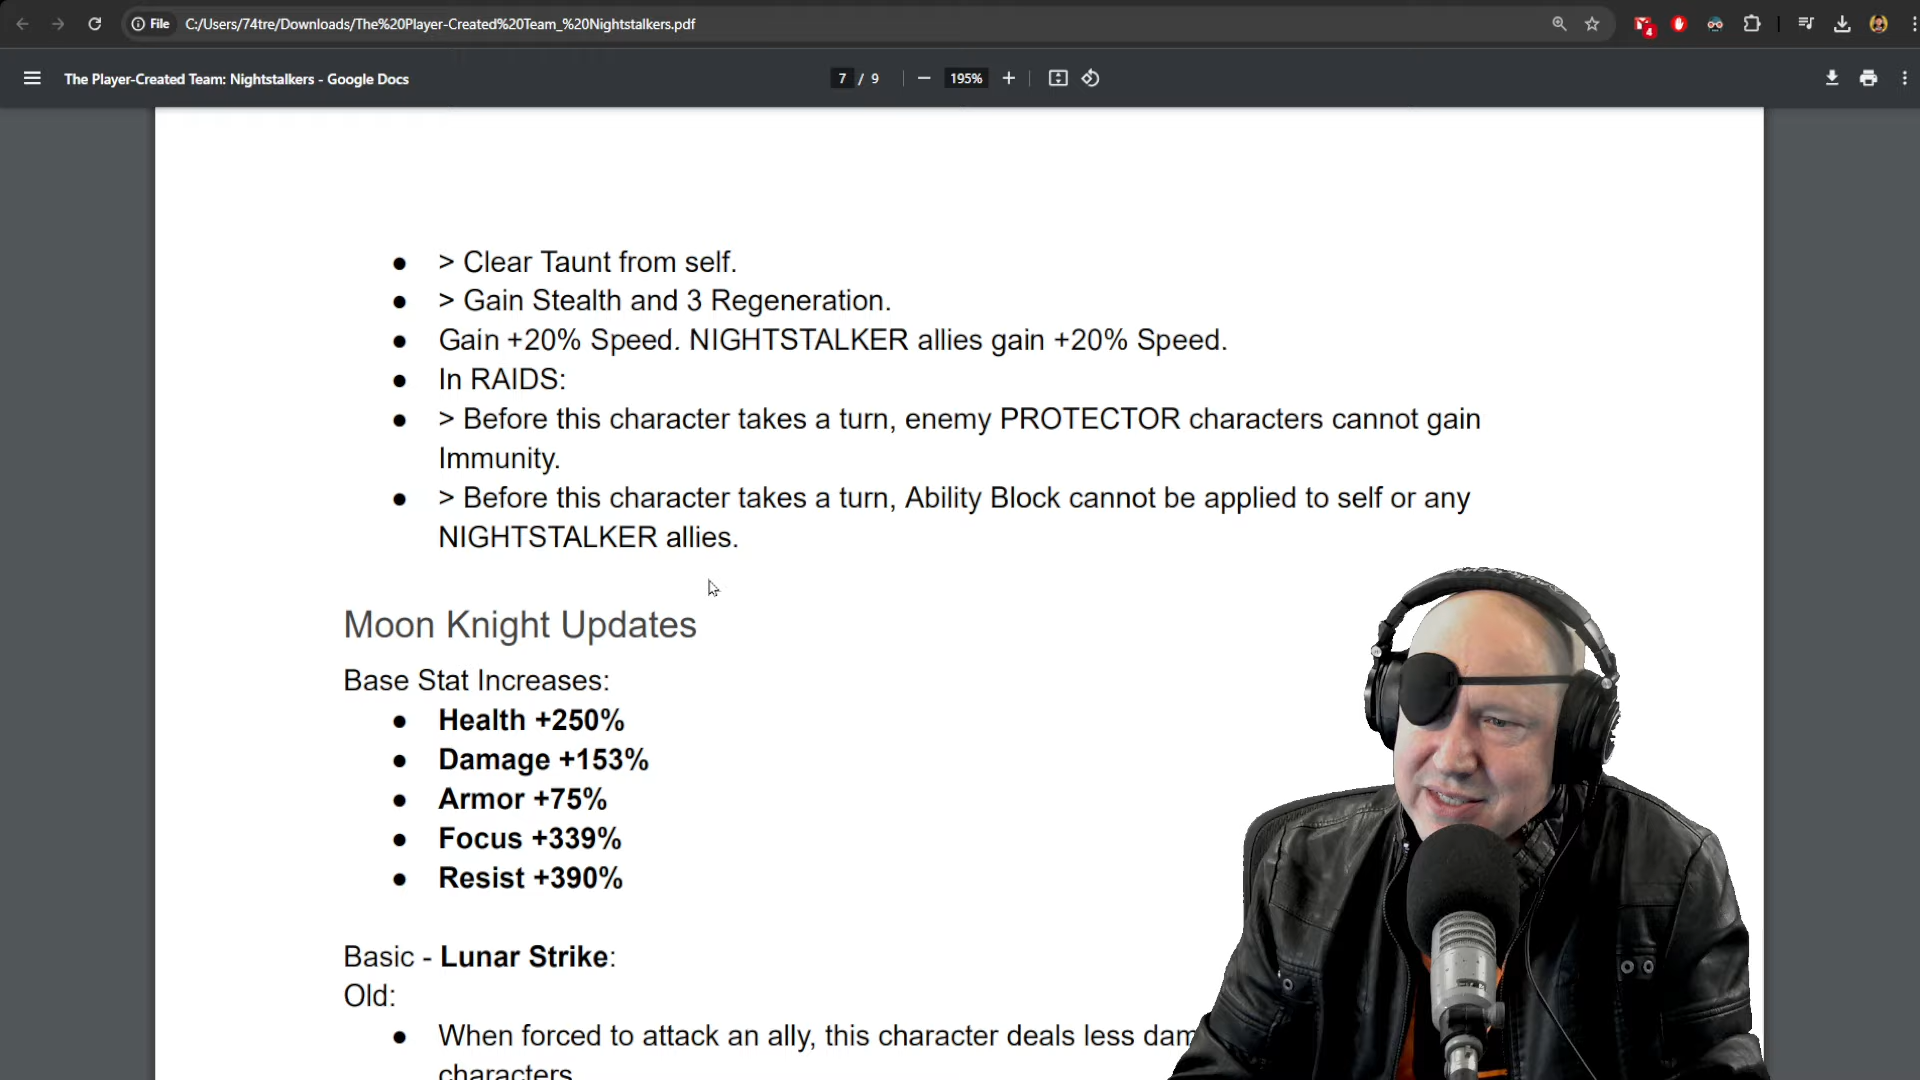 File C:/Users/74tre/Downloads/The%20Player-Created%20Team_%20Nightstalkers.pdf
4
The Player-Created Team: Nightstalkers - Google Docs
7 / 9
195%
● > Clear Taunt from self.
● > Gain Stealth and 3 Regeneration.
● Gain +20% Speed. NIGHTSTALKER allies gain +20% Speed.
● In RAIDS:
● > Before this character takes a turn, enemy PROTECTOR characters cannot gain
Immunity.
● > Before this character takes a turn, Ability Block cannot be applied to self or any
NIGHTSTALKER allies.
Moon Knight Updates
Base Stat Increases:
● Health +250%
● Damage +153%
● Armor +75%
● Focus +339%
● Resist +390%
Basic - Lunar Strike:
Old:
● When forced to attack an ally, this character deals less dam
characters